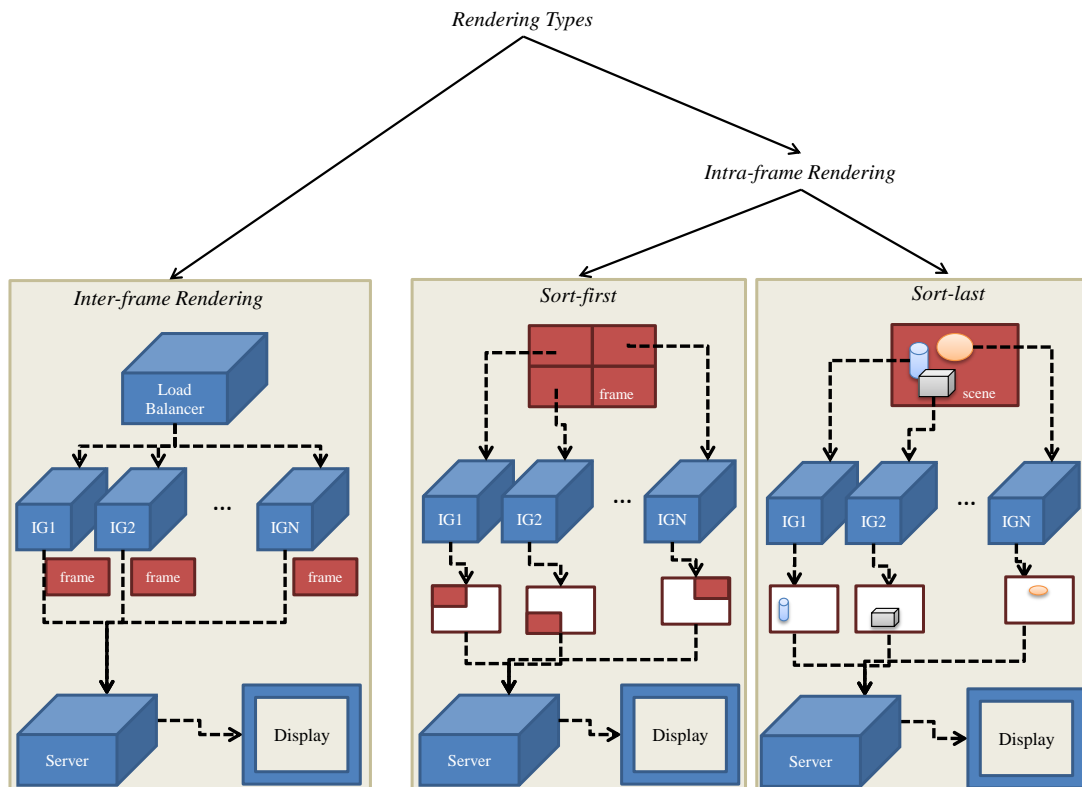 Rendering Types
Intra-frame Rendering
Inter-frame Rendering
Load
Balancer
IG1
IG2
...
IGN
frame
frame
frame
Server
Display
Sort-first
frame
IG1
IG2
...
IGN
Server
Display
Sort-last
scene
IG1
IG2
...
IGN
Server
Display